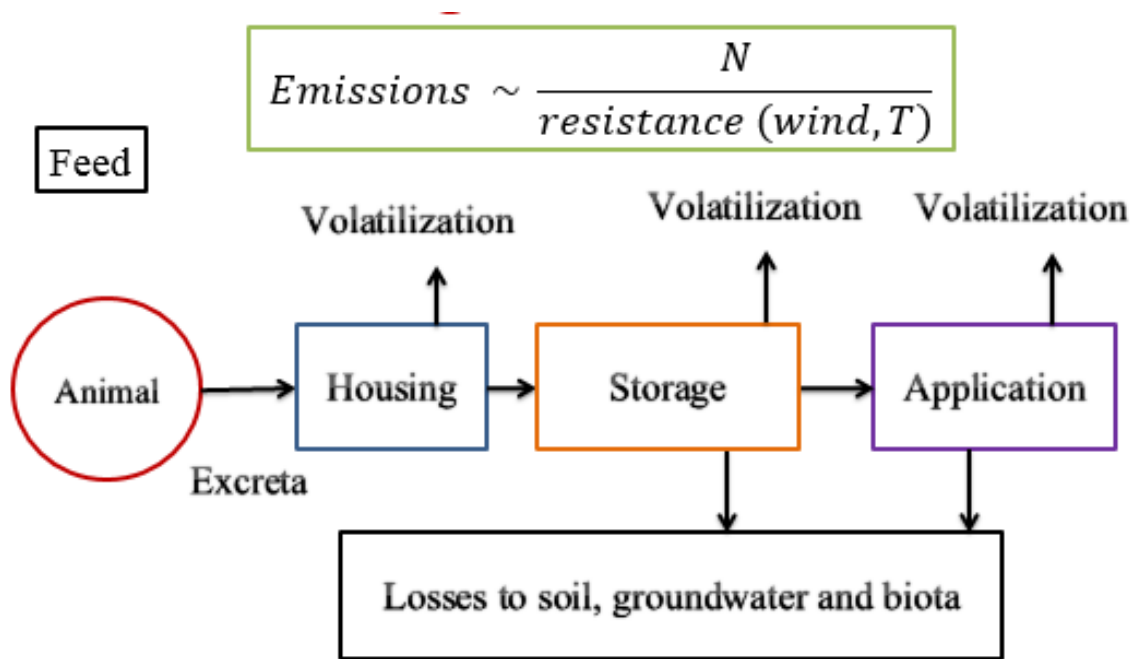 Emissions ~ N / resistance (wind, T)
Feed
Volatilization
Volatilization
Volatilization
Animal
Housing
Storage
Application
Excreta
Losses to soil, groundwater and biota